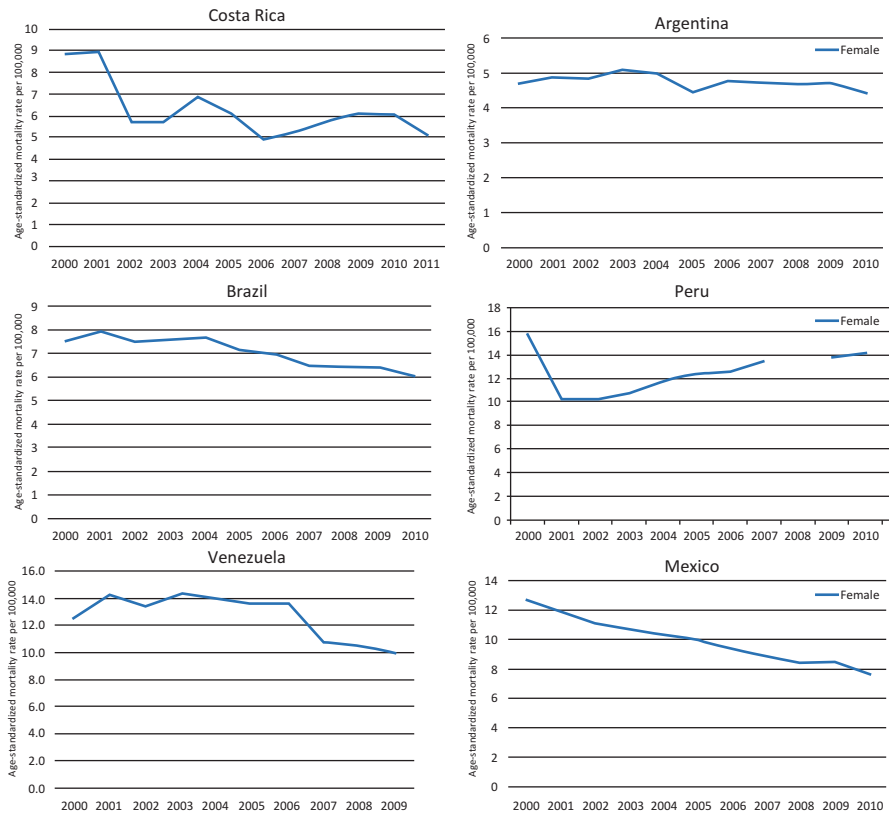 Costa Rica
Age-standardized mortality rate per 100,000
10
9
8
7
6
5
4
3
2
1
0
2000 2001 2002 2003 2004 2005 2006 2007 2008 2009 2010 2011
Argentina
Female
Age-standardized mortality rate per 100,000
6
5
4
3
2
1
0
2000 2001 2002 2003 2004 2005 2006 2007 2008 2009 2010
Brazil
Age-standardized mortality rate per 100,000
9
8
7
6
5
4
3
2
1
0
2000 2001 2002 2003 2004 2005 2006 2007 2008 2009 2010
Peru
Female
Age-standardized mortality rate per 100,000
18
16
14
12
10
8
6
4
2
0
2000 2001 2002 2003 2004 2005 2006 2007 2008 2009 2010
Venezuela
Age-standardized mortality rate per 100,000
16.0
14.0
12.0
10.0
8.0
6.0
4.0
2.0
0.0
2000 2001 2002 2003 2004 2005 2006 2007 2008 2009
Mexico
Female
Age-standardized mortality rate per 100,000
14
12
10
8
6
4
2
0
2000 2001 2002 2003 2004 2005 2006 2007 2008 2009 2010